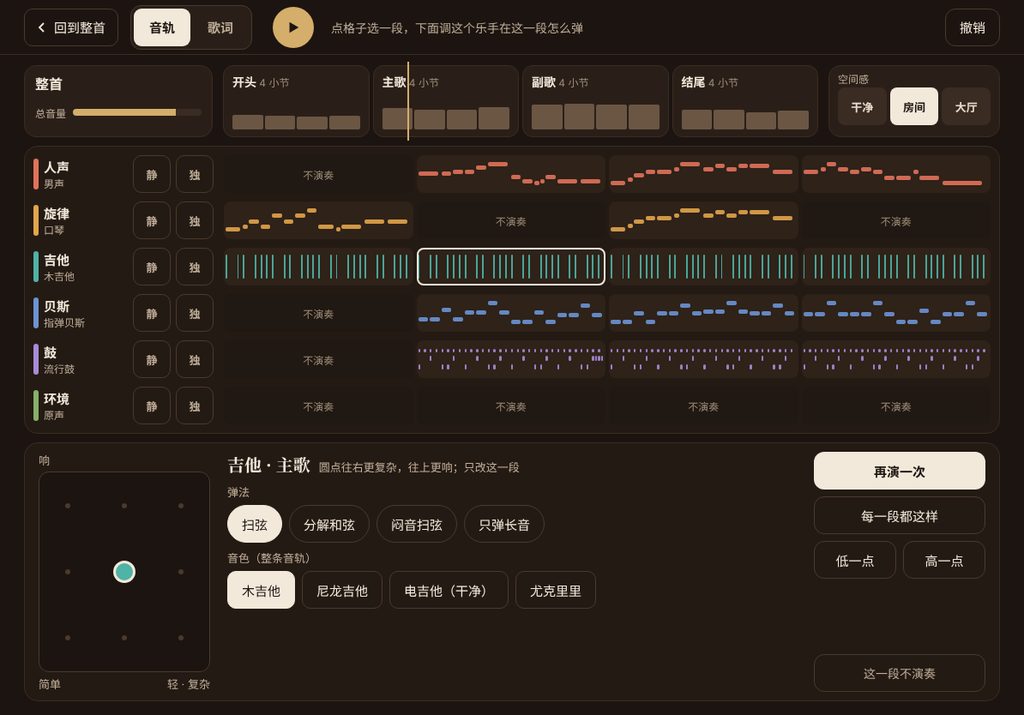 回到整首 音轨 歌词 点格子选一段，下面调这个乐手在这一段怎么弹 撤销
整首
总音量
开头 4 小节
主歌 4 小节
副歌 4 小节
结尾 4 小节
空间感
干净 房间 大厅
人声
男声
静 独 不演奏
旋律
口琴
静 独 不演奏 不演奏
吉他
木吉他
静 独
贝斯
指弹贝斯
静 独 不演奏
鼓
流行鼓
静 独 不演奏
环境
原声
静 独 不演奏 不演奏 不演奏 不演奏
响
简单 轻 · 复杂
吉他 · 主歌 圆点往右更复杂，往上更响；只改这一段
弹法
扫弦 分解和弦 闷音扫弦 只弹长音
音色（整条音轨）
木吉他 尼龙吉他 电吉他（干净） 尤克里里
再演一次
每一段都这样
低一点 高一点
这一段不演奏